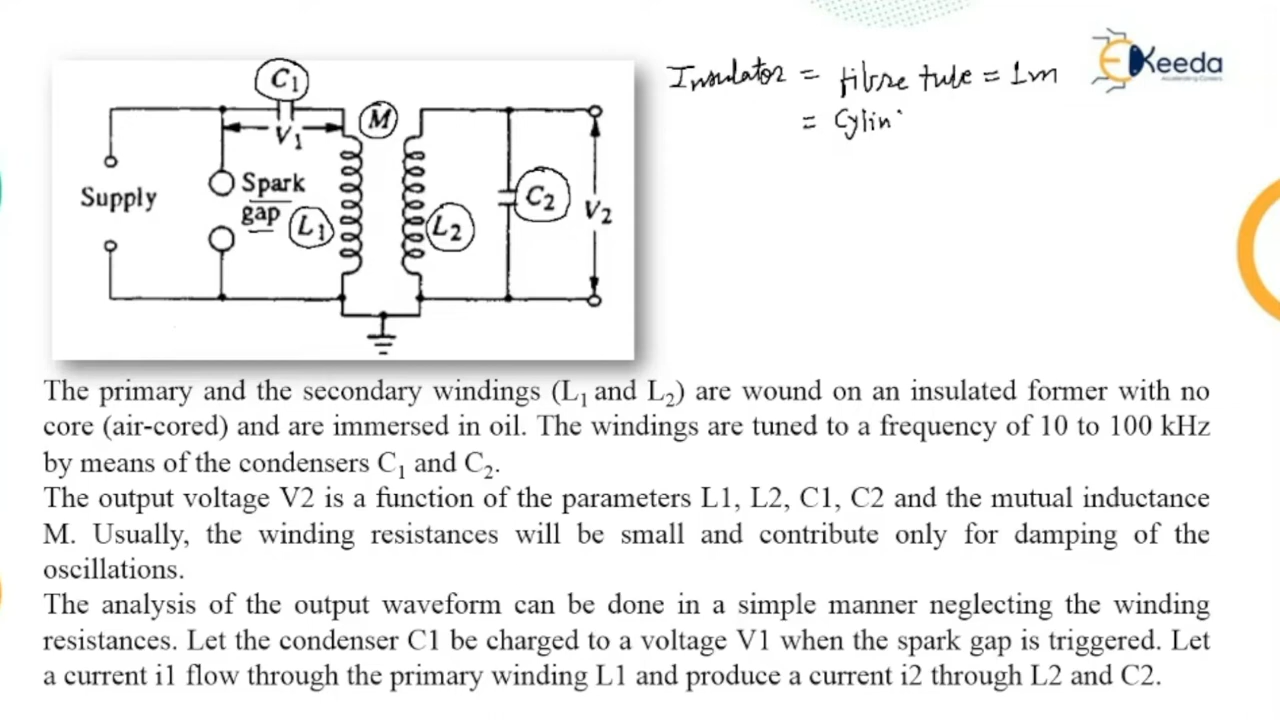 Insulator = fibre tube = 1m
= Cylin
Keeda
C1
M
V1
Supply
Spark
gap
L1
L2
C2
V2
The primary and the secondary windings (L₁ and L₂) are wound on an insulated former with no
core (air-cored) and are immersed in oil. The windings are tuned to a frequency of 10 to 100 kHz
by means of the condensers C₁ and C₂.
The output voltage V2 is a function of the parameters L1, L2, C1, C2 and the mutual inductance
M. Usually, the winding resistances will be small and contribute only for damping of the
oscillations.
The analysis of the output waveform can be done in a simple manner neglecting the winding
resistances. Let the condenser C1 be charged to a voltage V1 when the spark gap is triggered. Let
a current i1 flow through the primary winding L1 and produce a current i2 through L2 and C2.